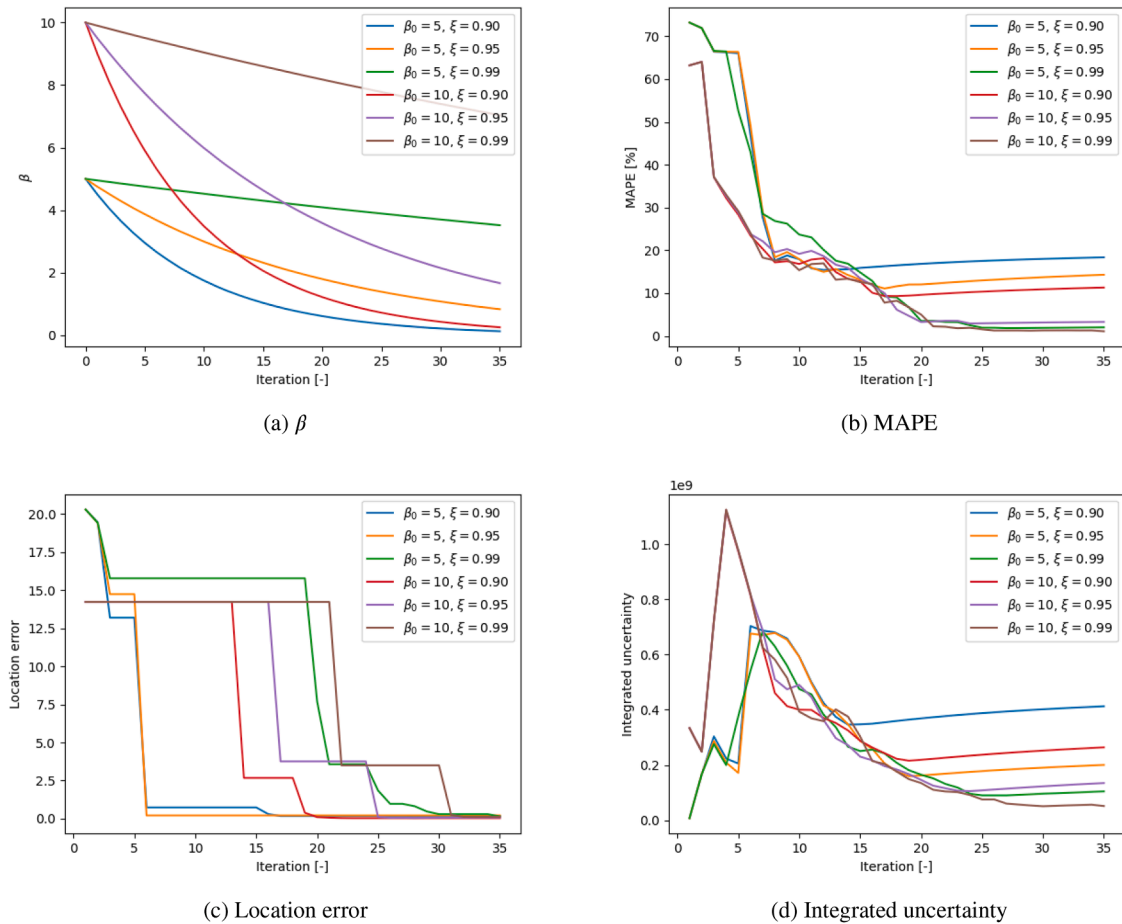 10
8
6
4
2
0
β
0 5 10 15 20 25 30 35
Iteration [-]
β₀ = 5, ξ = 0.90
β₀ = 5, ξ = 0.95
β₀ = 5, ξ = 0.99
β₀ = 10, ξ = 0.90
β₀ = 10, ξ = 0.95
β₀ = 10, ξ = 0.99
(a) β
70
60
50
40
30
20
10
0
MAPE [%]
0 5 10 15 20 25 30 35
Iteration [-]
β₀ = 5, ξ = 0.90
β₀ = 5, ξ = 0.95
β₀ = 5, ξ = 0.99
β₀ = 10, ξ = 0.90
β₀ = 10, ξ = 0.95
β₀ = 10, ξ = 0.99
(b) MAPE
20.0
17.5
15.0
12.5
10.0
7.5
5.0
2.5
0.0
Location error
0 5 10 15 20 25 30 35
Iteration [-]
β₀ = 5, ξ = 0.90
β₀ = 5, ξ = 0.95
β₀ = 5, ξ = 0.99
β₀ = 10, ξ = 0.90
β₀ = 10, ξ = 0.95
β₀ = 10, ξ = 0.99
(c) Location error
1e9
1.0
0.8
0.6
0.4
0.2
0.0
Integrated uncertainty
0 5 10 15 20 25 30 35
Iteration [-]
β₀ = 5, ξ = 0.90
β₀ = 5, ξ = 0.95
β₀ = 5, ξ = 0.99
β₀ = 10, ξ = 0.90
β₀ = 10, ξ = 0.95
β₀ = 10, ξ = 0.99
(d) Integrated uncertainty